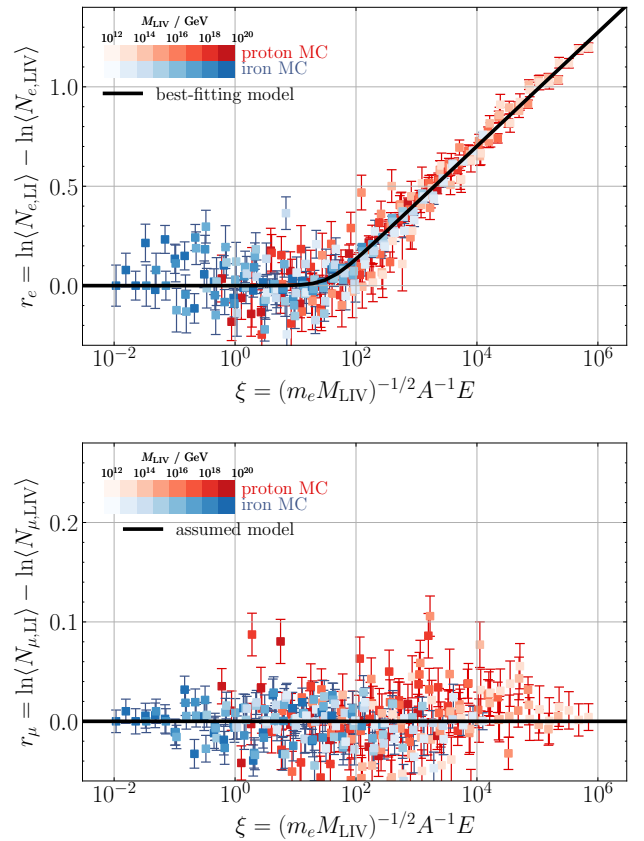 M_LIV / GeV
10^12 10^14 10^16 10^18 10^20
proton MC
iron MC
best-fitting model
1.0
0.5
0.0
r_e = ln⟨N_e,LI⟩ − ln⟨N_e,LIV⟩
10^−2 10^0 10^2 10^4 10^6
ξ = (m_e M_LIV)^−1/2 A^−1 E
M_LIV / GeV
10^12 10^14 10^16 10^18 10^20
proton MC
iron MC
assumed model
0.2
0.1
0.0
r_μ = ln⟨N_μ,LI⟩ − ln⟨N_μ,LIV⟩
10^−2 10^0 10^2 10^4 10^6
ξ = (m_e M_LIV)^−1/2 A^−1 E